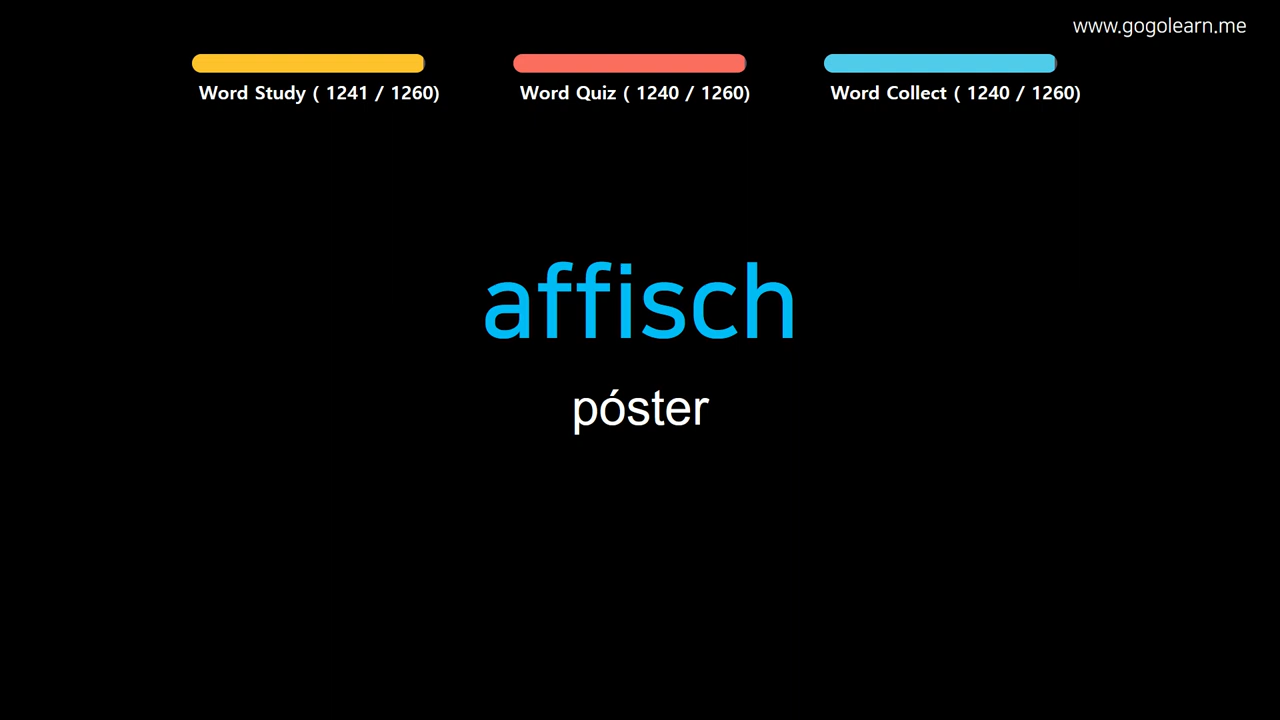 www.gogolearn.me
Word Study ( 1241 / 1260)
Word Quiz ( 1240 / 1260)
Word Collect ( 1240 / 1260)
affisch
póster